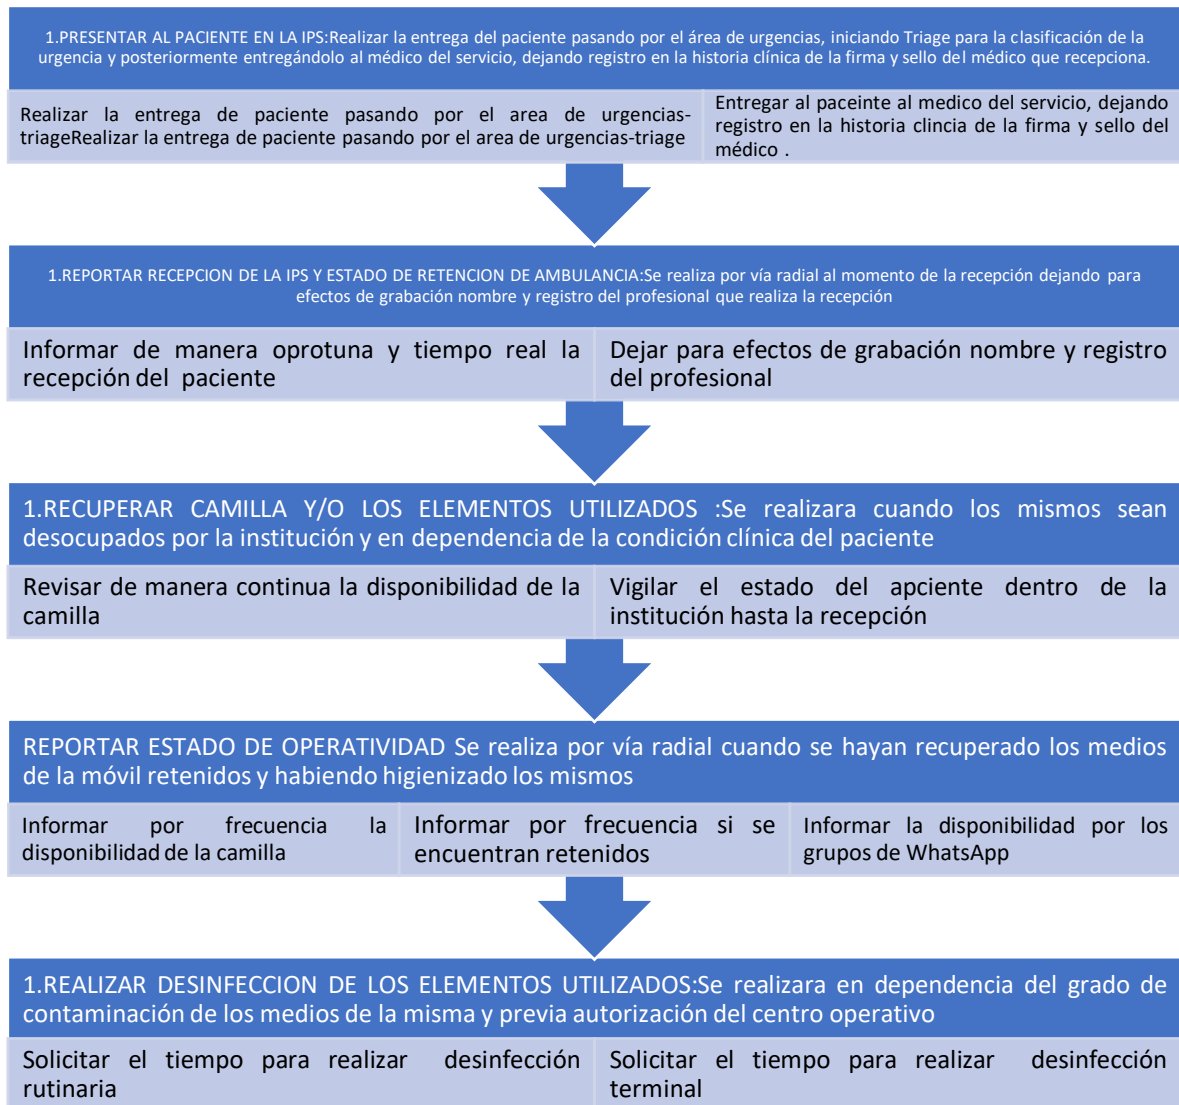 1.PRESENTAR AL PACIENTE EN LA IPS:Realizar la entrega del paciente pasando por el área de urgencias, iniciando Triage para la clasificación de la
urgencia y posteriormente entregándolo al médico del servicio, dejando registro en la historia clínica de la firma y sello del médico que recepciona.
Realizar la entrega de paciente pasando por el area de urgencias-
triageRealizar la entrega de paciente pasando por el area de urgencias-triage
Entregar al paceinte al medico del servicio, dejando
registro en la historia clincia de la firma y sello del
médico .
1.REPORTAR RECEPCION DE LA IPS Y ESTADO DE RETENCION DE AMBULANCIA:Se realiza por vía radial al momento de la recepción dejando para
efectos de grabación nombre y registro del profesional que realiza la recepción
Informar de manera oprotuna y tiempo real la
recepción del paciente
Dejar para efectos de grabación nombre y registro
del profesional
1.RECUPERAR CAMILLA Y/O LOS ELEMENTOS UTILIZADOS :Se realizara cuando los mismos sean
desocupados por la institución y en dependencia de la condición clínica del paciente
Revisar de manera continua la disponibilidad de la
camilla
Vigilar el estado del apciente dentro de la
institución hasta la recepción
REPORTAR ESTADO DE OPERATIVIDAD Se realiza por vía radial cuando se hayan recuperado los medios
de la móvil retenidos y habiendo higienizado los mismos
Informar por frecuencia la
disponibilidad de la camilla
Informar por frecuencia si se
encuentran retenidos
Informar la disponibilidad por los
grupos de WhatsApp
1.REALIZAR DESINFECCION DE LOS ELEMENTOS UTILIZADOS:Se realizara en dependencia del grado de
contaminación de los medios de la misma y previa autorización del centro operativo
Solicitar el tiempo para realizar desinfección
rutinaria
Solicitar el tiempo para realizar desinfección
terminal